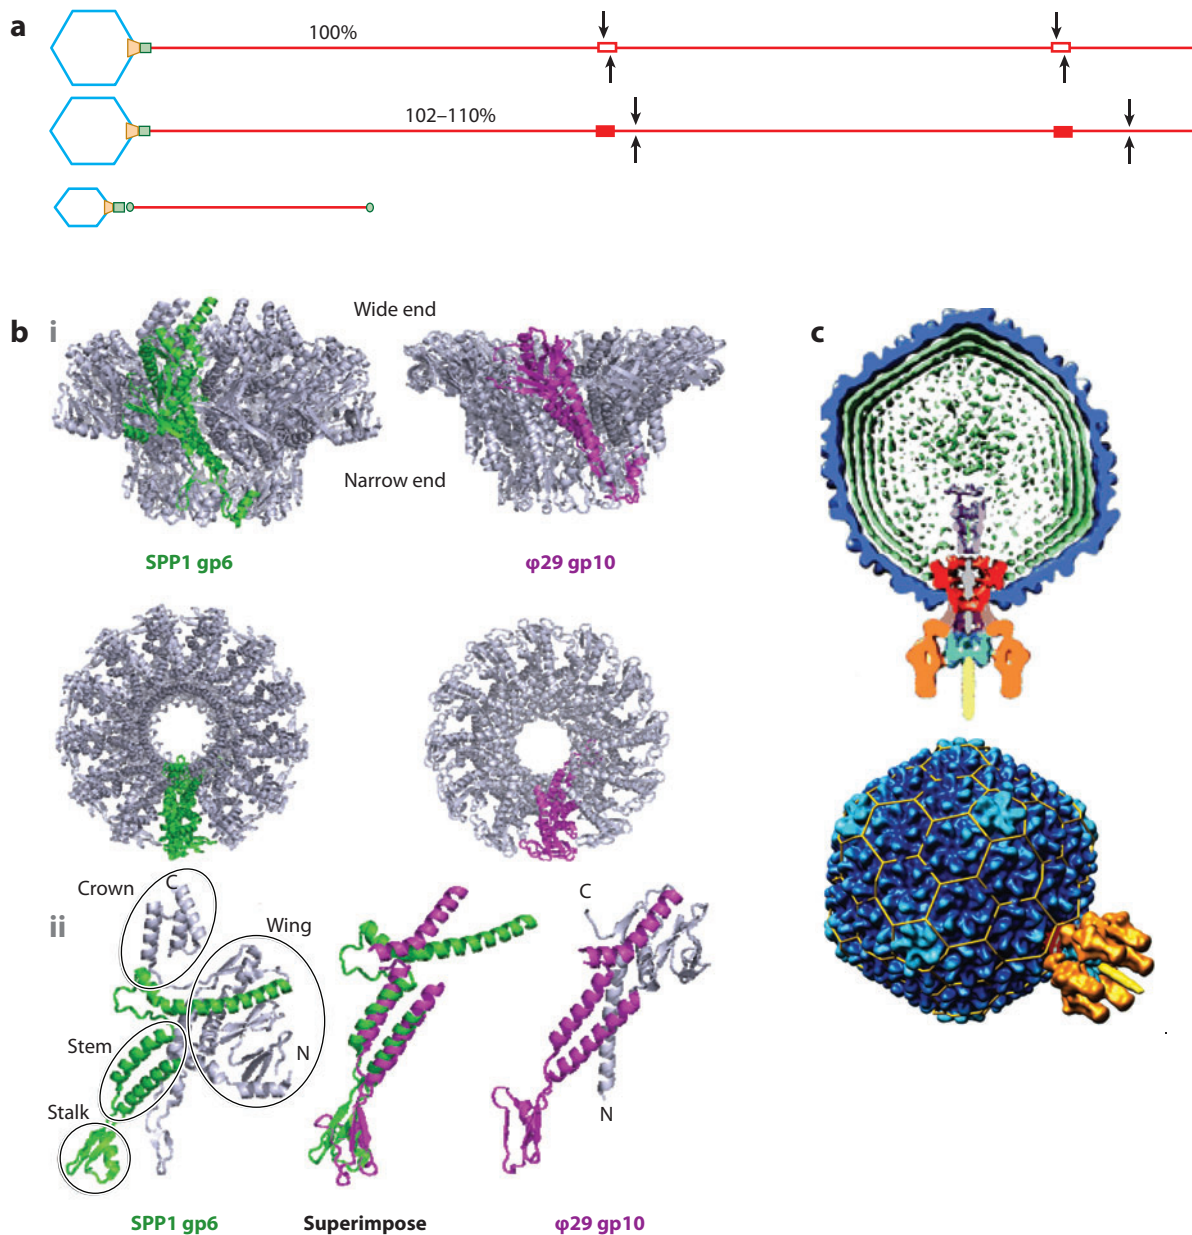 a
100%
102–110%
b i
Wide end
c
Narrow end
SPP1 gp6
φ29 gp10
Crown
C
C
ii
Wing
Stem
N
Stalk
N
SPP1 gp6
Superimpose
φ29 gp10